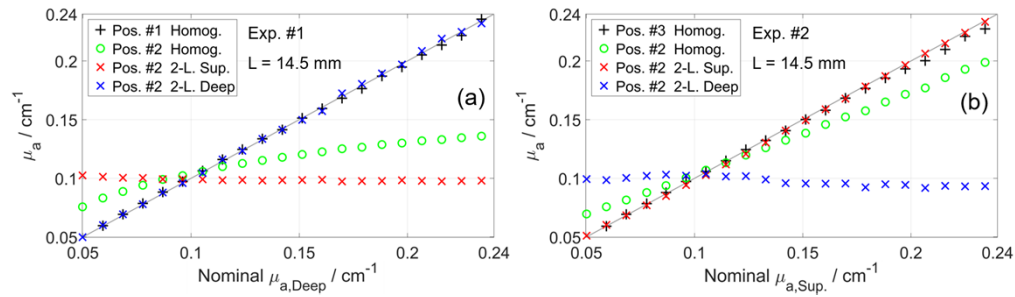 0.24
0.2
0.15
0.1
0.05
μa / cm-1
+ Pos. #1 Homog.
○ Pos. #2 Homog.
× Pos. #2 2-L. Sup.
× Pos. #2 2-L. Deep
Exp. #1
L = 14.5 mm
(a)
0.05 0.1 0.15 0.2 0.24
Nominal μa,Deep / cm-1
0.24
0.2
0.15
0.1
0.05
μa / cm-1
+ Pos. #3 Homog.
○ Pos. #2 Homog.
× Pos. #2 2-L. Sup.
× Pos. #2 2-L. Deep
Exp. #2
L = 14.5 mm
(b)
0.05 0.1 0.15 0.2 0.24
Nominal μa,Sup. / cm-1